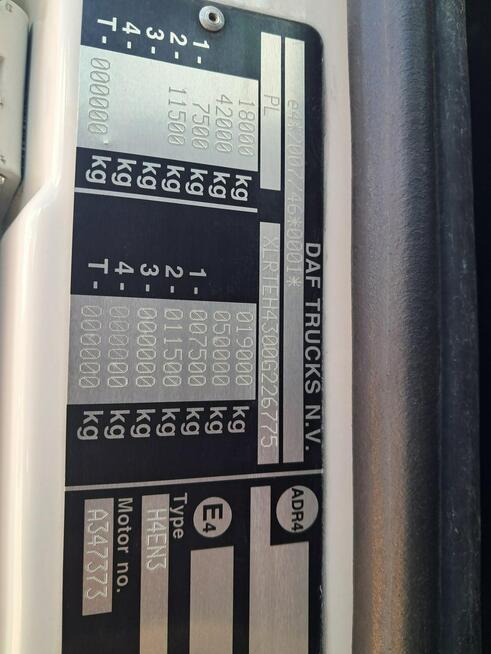 DAF TRUCKS N.V.
e4*2007/46*0001*
PL XLRTEH4300G226775
18000 kg
42000 kg
1- 7500 kg
2- 11500 kg
3- kg
4- kg
T- 000000 kg
019000 kg
050000 kg
1- 007500 kg
2- 011500 kg
3- 000000 kg
4- 000000 kg
T- 000000 kg
ADR4
E4
Type
H4EN3
Motor no.
A347373